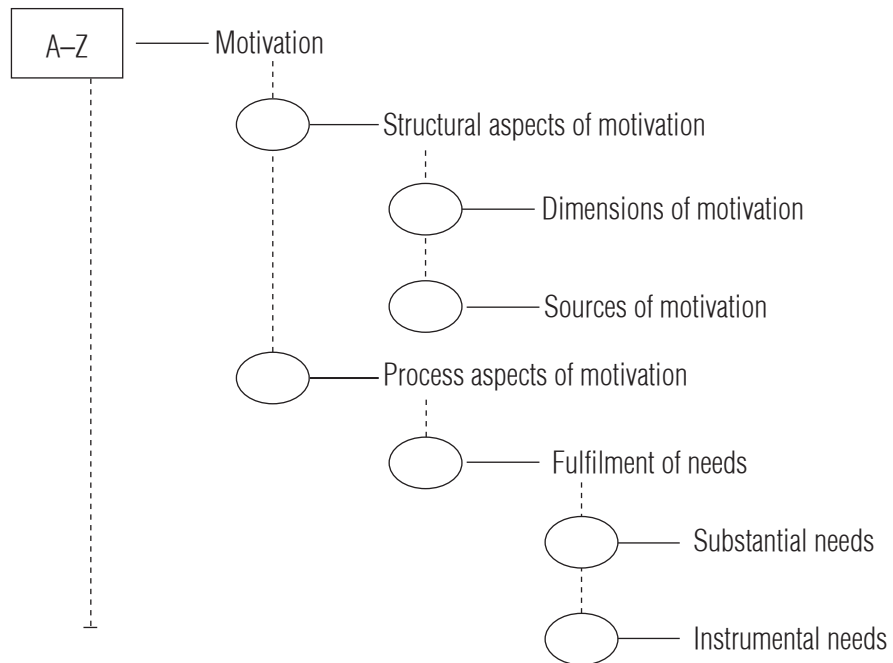 A–Z
Motivation
Structural aspects of motivation
Dimensions of motivation
Sources of motivation
Process aspects of motivation
Fulfilment of needs
Substantial needs
Instrumental needs